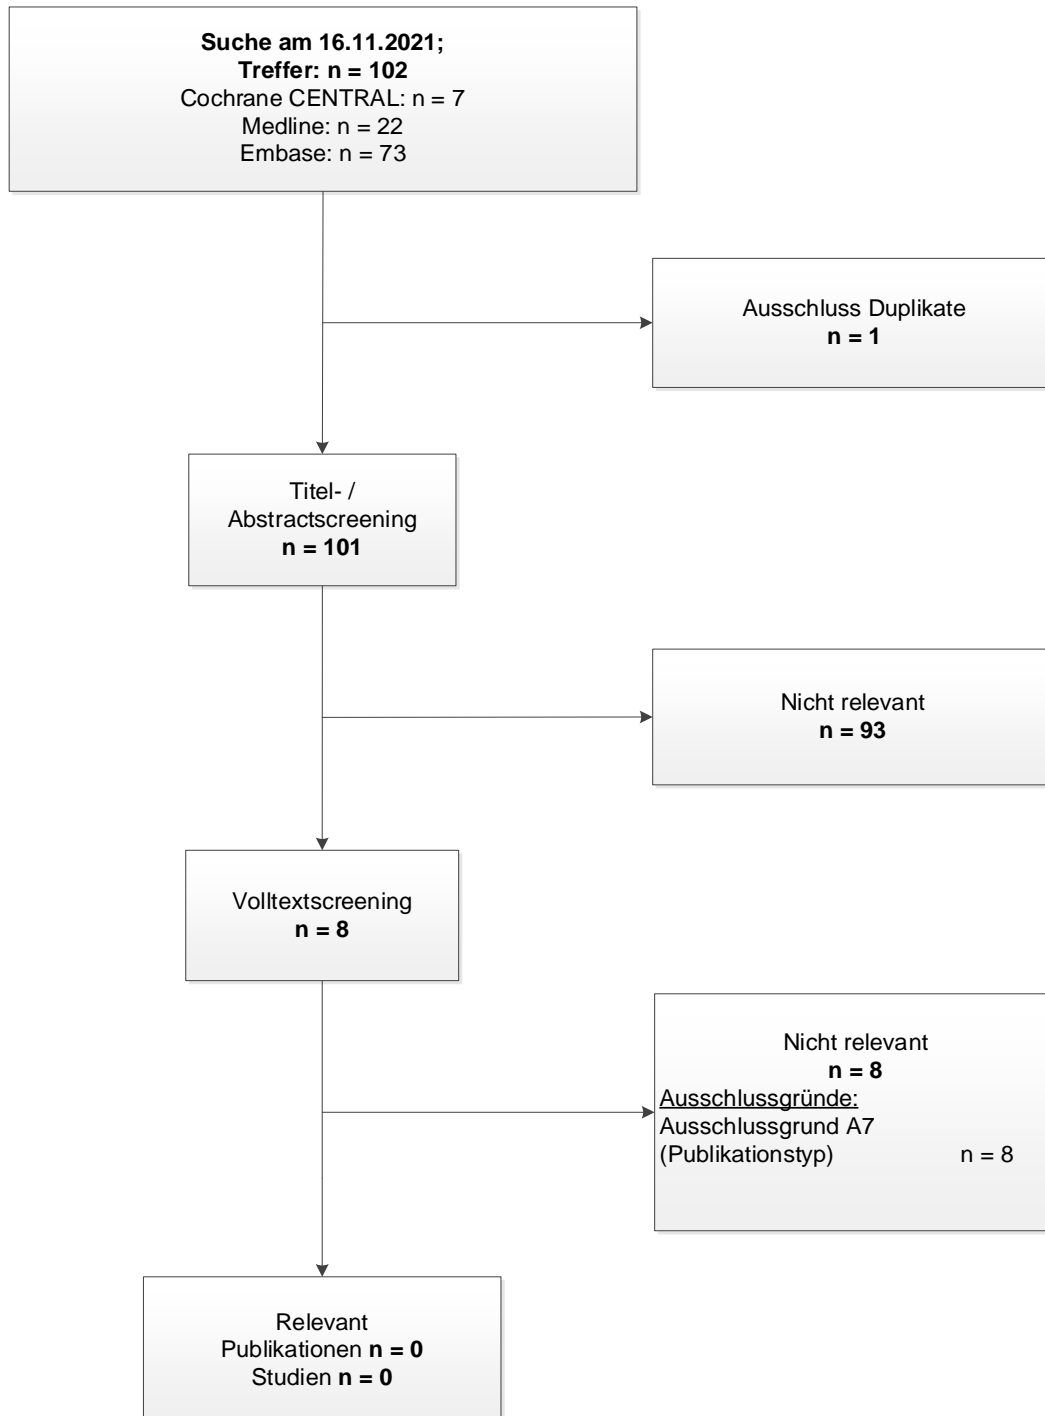 Suche am 16.11.2021;
Treffer: n = 102
Cochrane CENTRAL: n = 7
Medline: n = 22
Embase: n = 73
Ausschluss Duplikate
n = 1
Titel- /
Abstractscreening
n = 101
Nicht relevant
n = 93
Volltextscreening
n = 8
Nicht relevant
n = 8
Ausschlussgründe:
Ausschlussgrund A7
(Publikationstyp) n = 8
Relevant
Publikationen n = 0
Studien n = 0